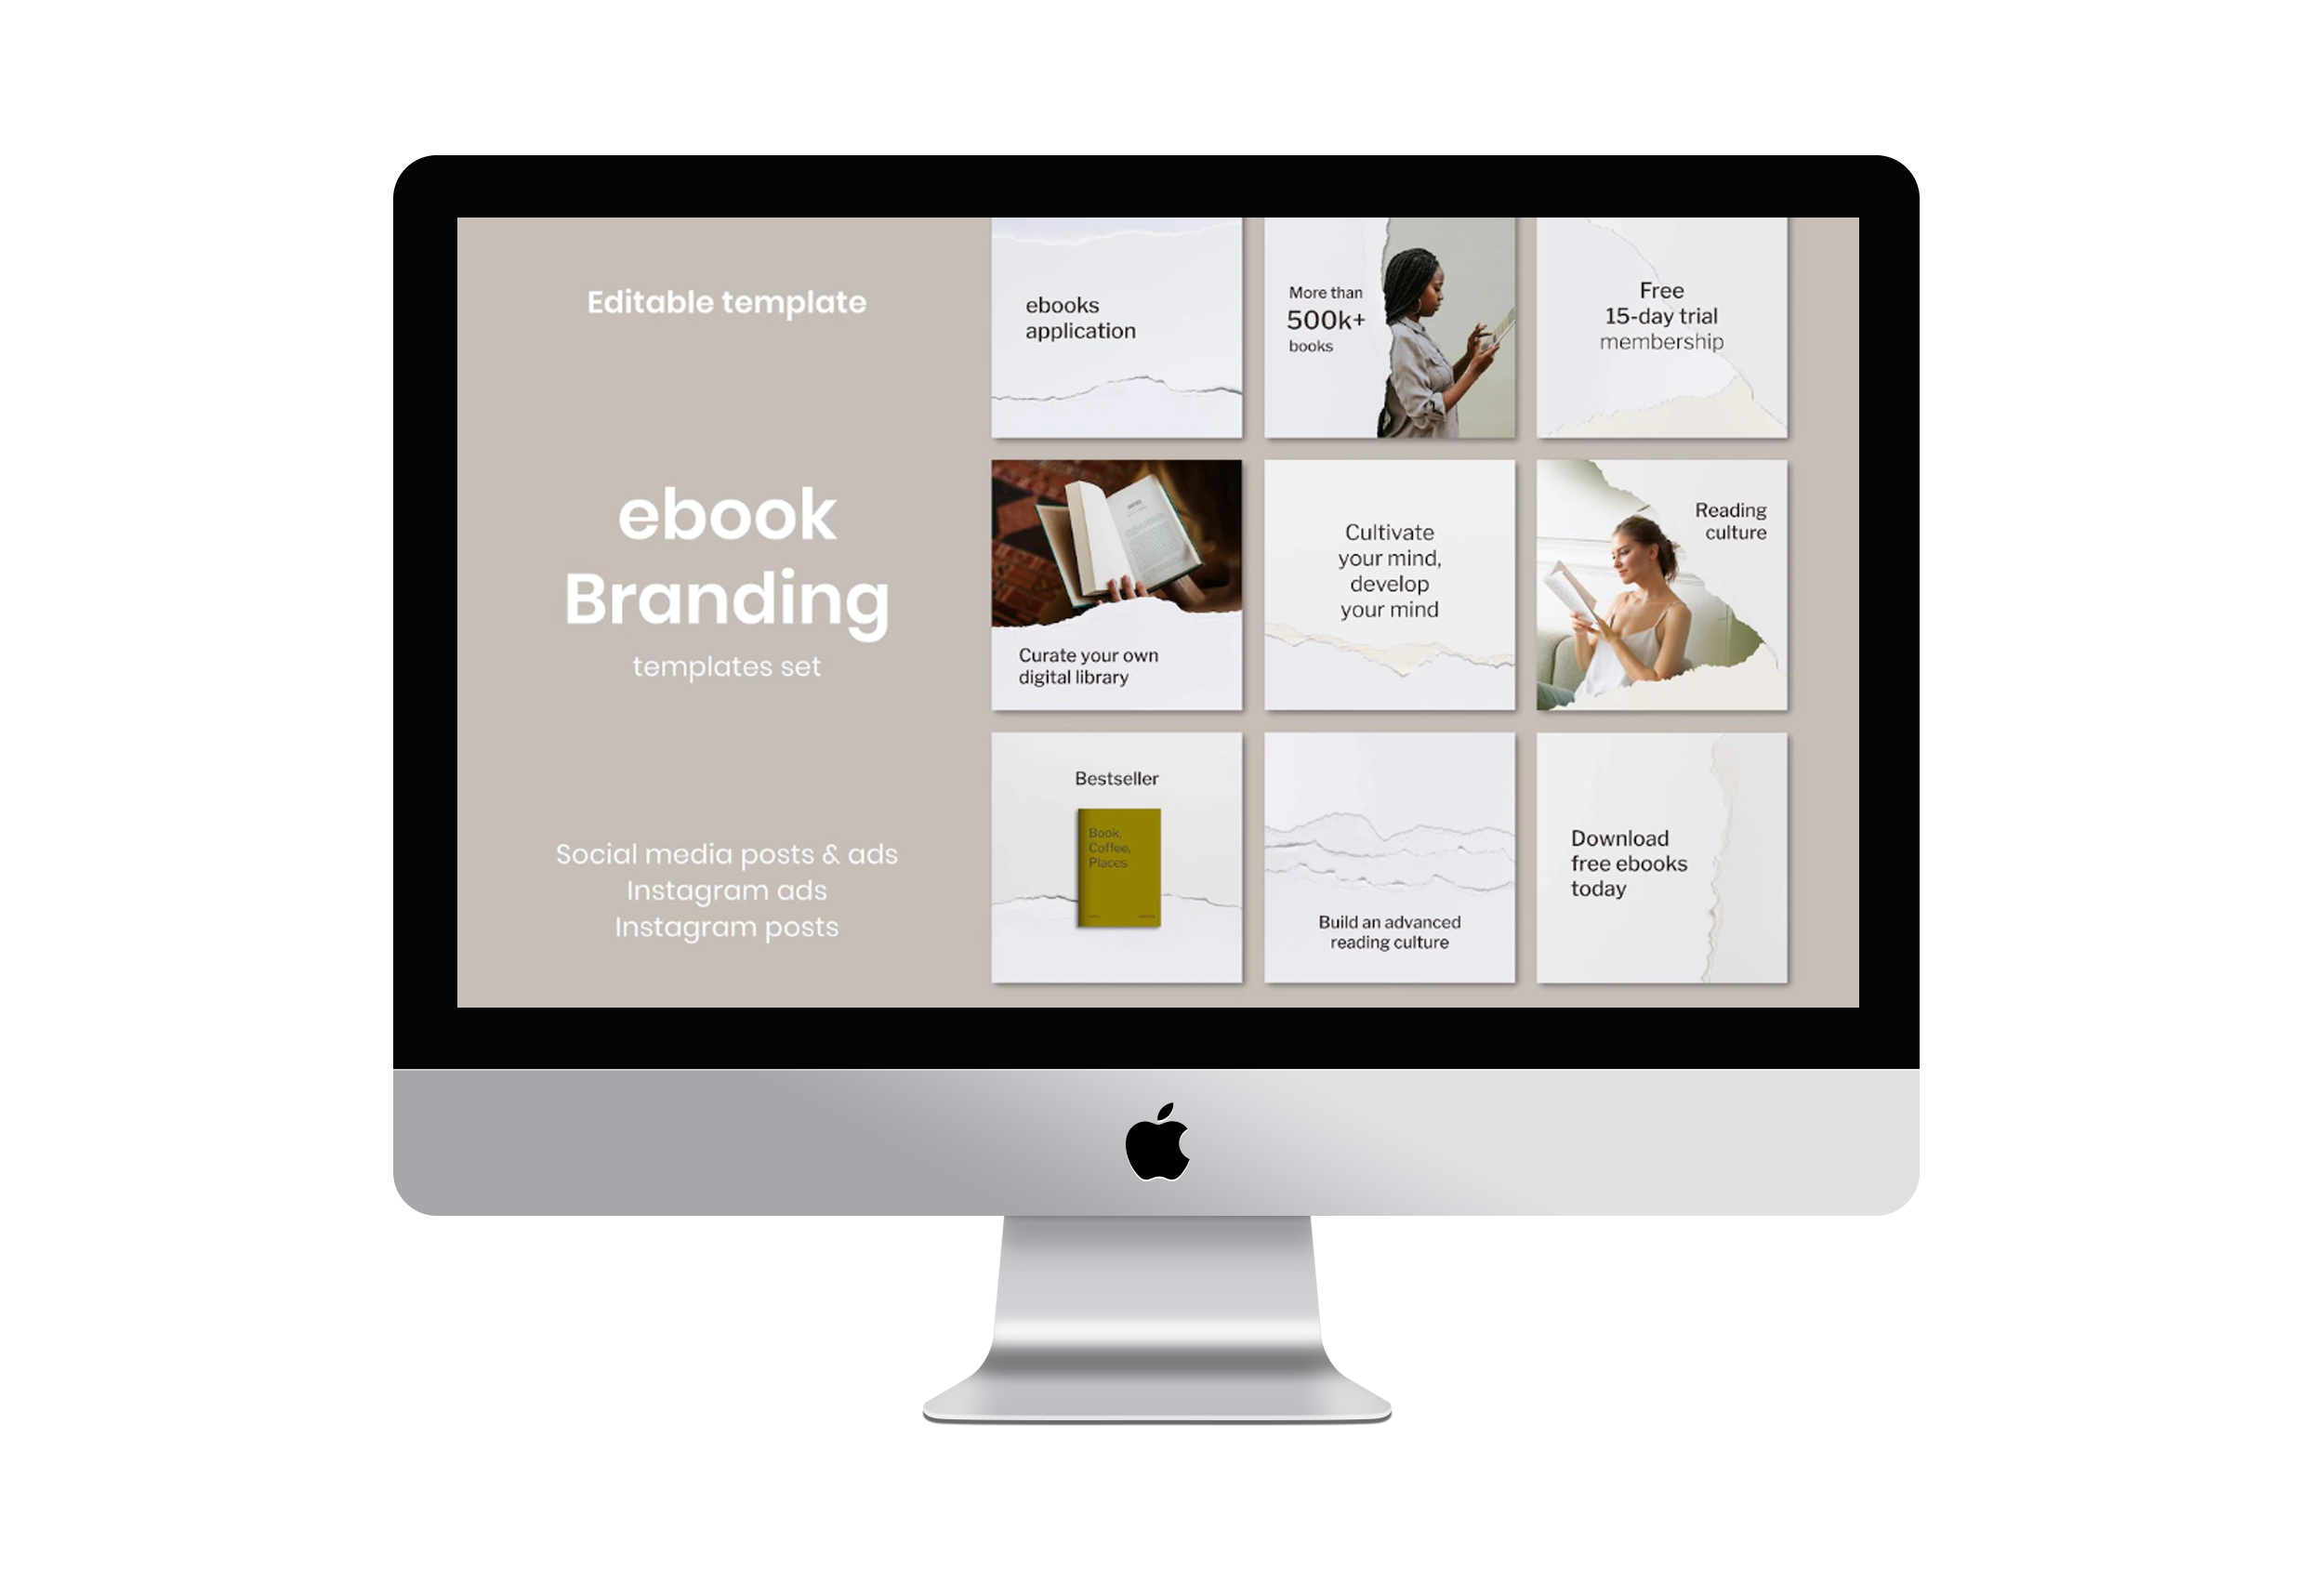 Editable template
ebook
Branding
templates set
Social media posts & ads
Instagram ads
Instagram posts
ebooks
application
More than
500k+
books
Free
15-day trial
membership
Curate your own
digital library
Cultivate
your mind,
develop
your mind
Reading
culture
Bestseller
Book,
Coffee,
Places
Build an advanced
reading culture
Download
free ebooks
today